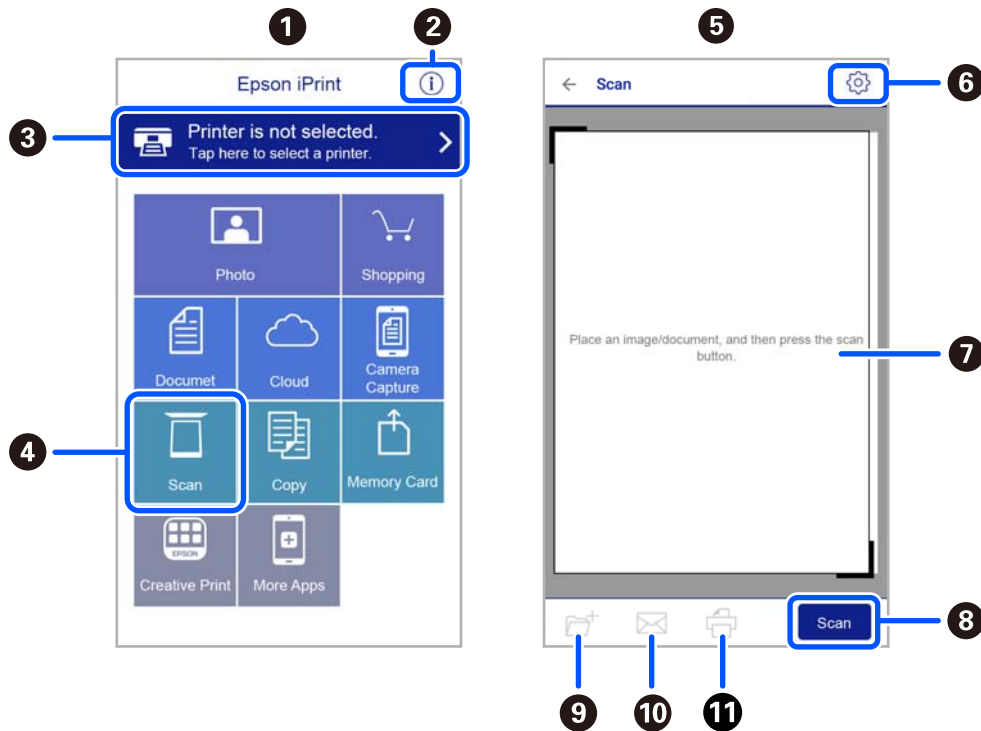 1
2
5
Epson iPrint
i
Scan
6
3
Printer is not selected.
Tap here to select a printer.
Photo
Shopping
Place an image/document, and then press the scan
button.
7
Documet
Cloud
Camera
Capture
4
Scan
Copy
Memory Card
EPSON
Creative Print
More Apps
Scan
8
9
10
11